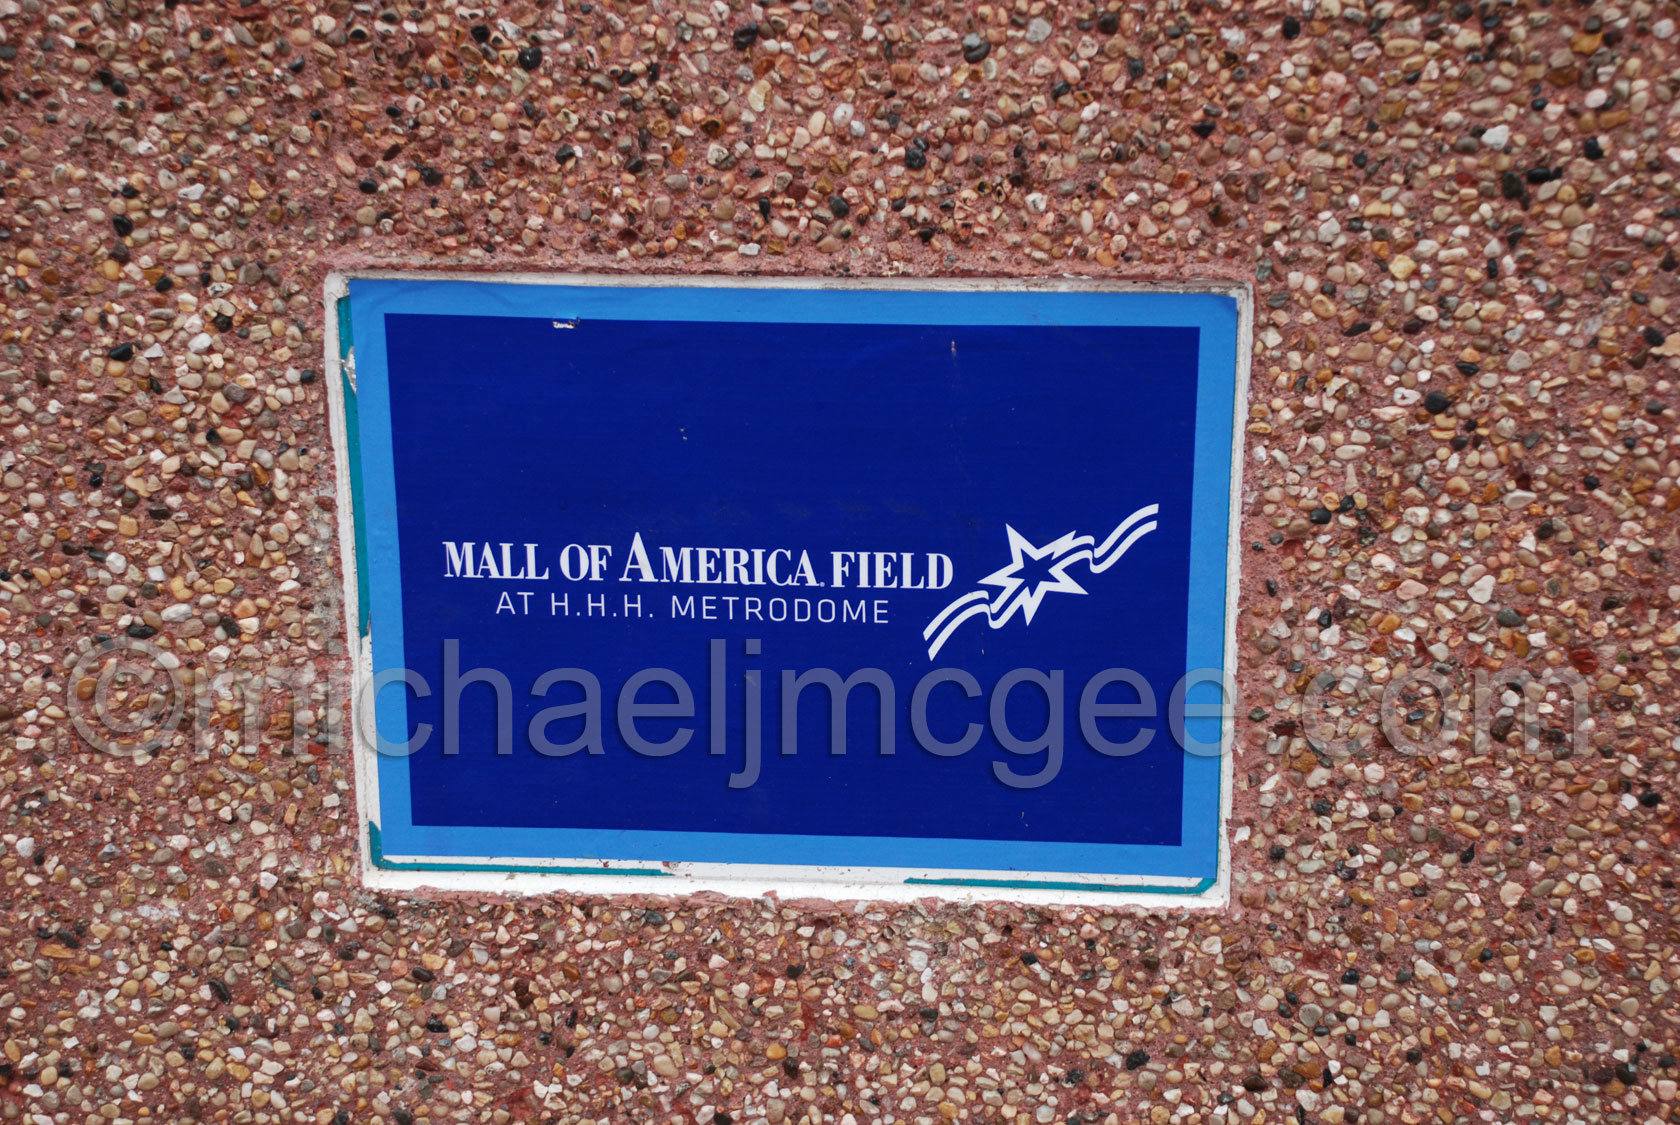 MALL OF AMERICA. FIELD
AT H.H.H. METRODOME
©michaeljmcgee.com